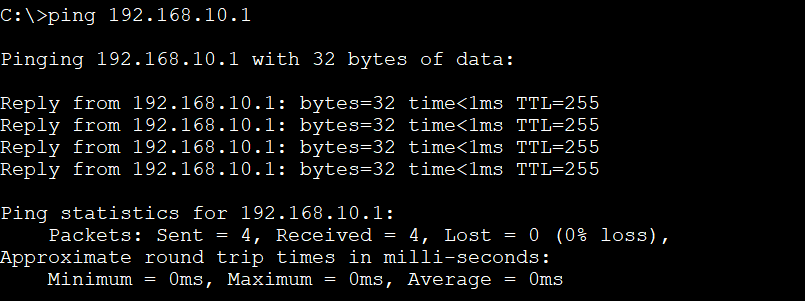 C:\>ping 192.168.10.1
Pinging 192.168.10.1 with 32 bytes of data:
Reply from 192.168.10.1: bytes=32 time<1ms TTL=255
Reply from 192.168.10.1: bytes=32 time<1ms TTL=255
Reply from 192.168.10.1: bytes=32 time<1ms TTL=255
Reply from 192.168.10.1: bytes=32 time<1ms TTL=255
Ping statistics for 192.168.10.1:
    Packets: Sent = 4, Received = 4, Lost = 0 (0% loss),
Approximate round trip times in milli-seconds:
    Minimum = 0ms, Maximum = 0ms, Average = 0ms